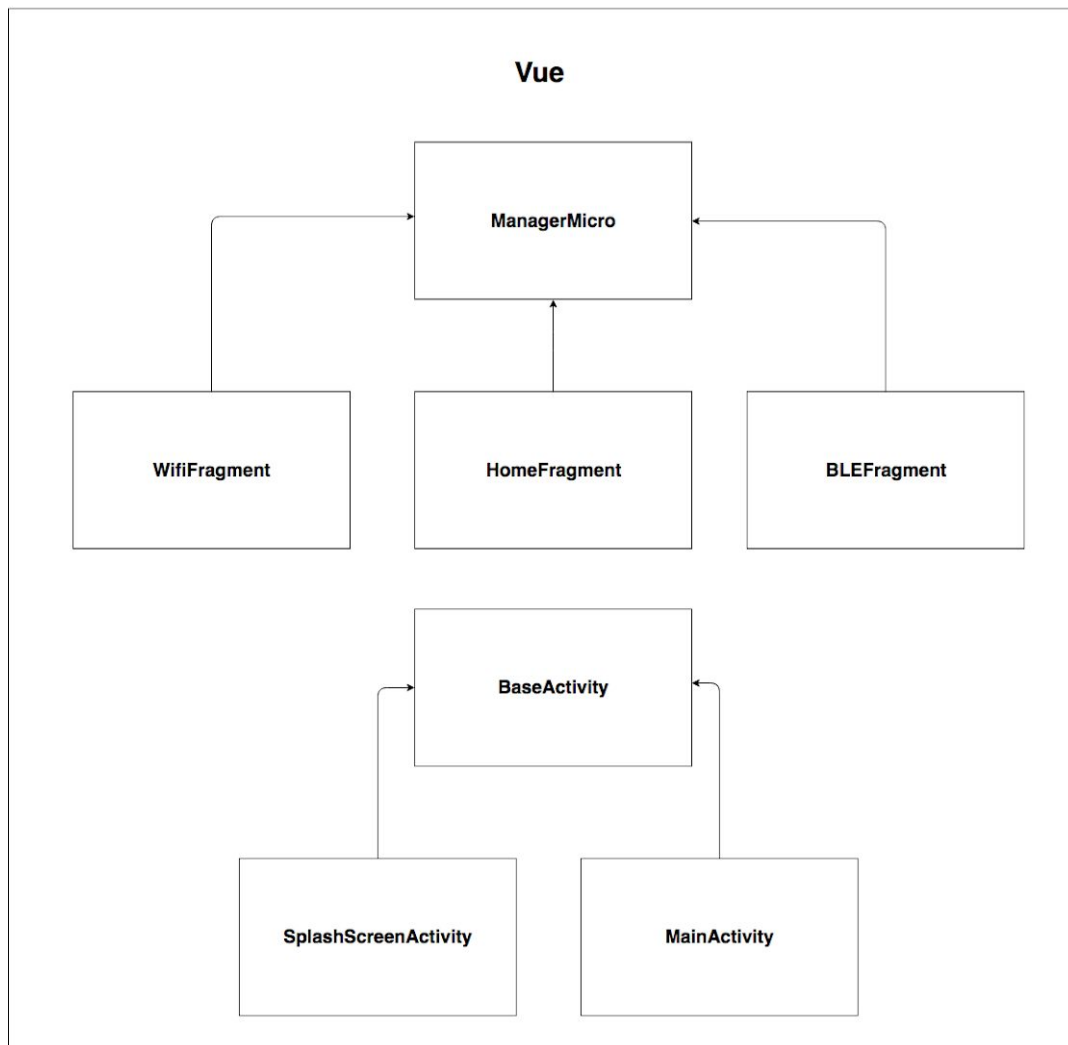 Vue
ManagerMicro
WifiFragment
HomeFragment
BLEFragment
BaseActivity
SplashScreenActivity
MainActivity